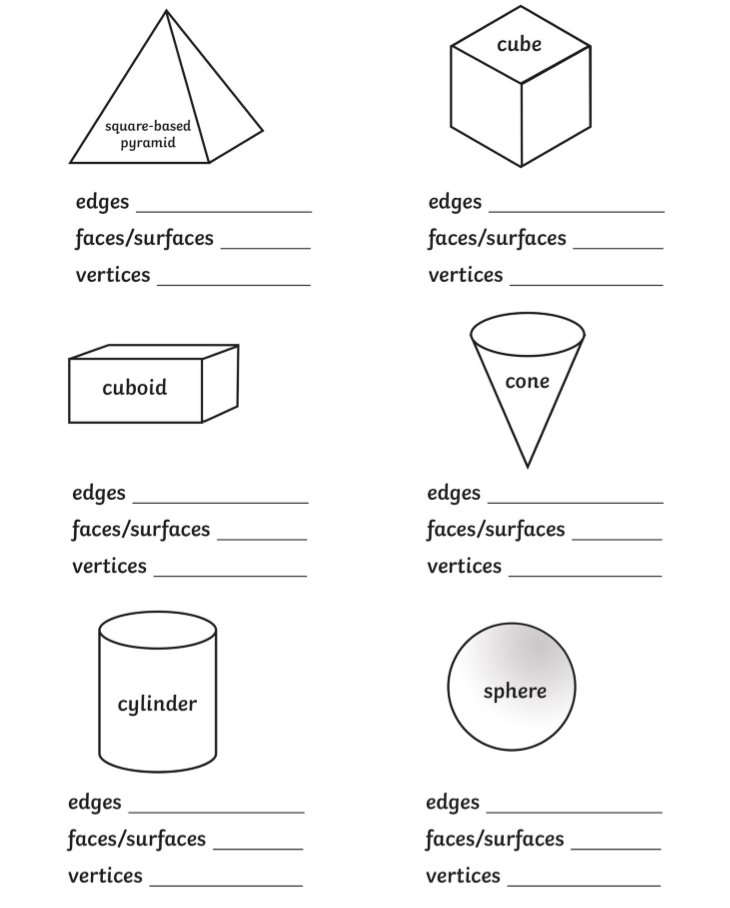 square-based
pyramid
cube
edges
faces/surfaces
vertices
edges
faces/surfaces
vertices
cuboid
cone
edges
faces/surfaces
vertices
edges
faces/surfaces
vertices
cylinder
sphere
edges
faces/surfaces
vertices
edges
faces/surfaces
vertices